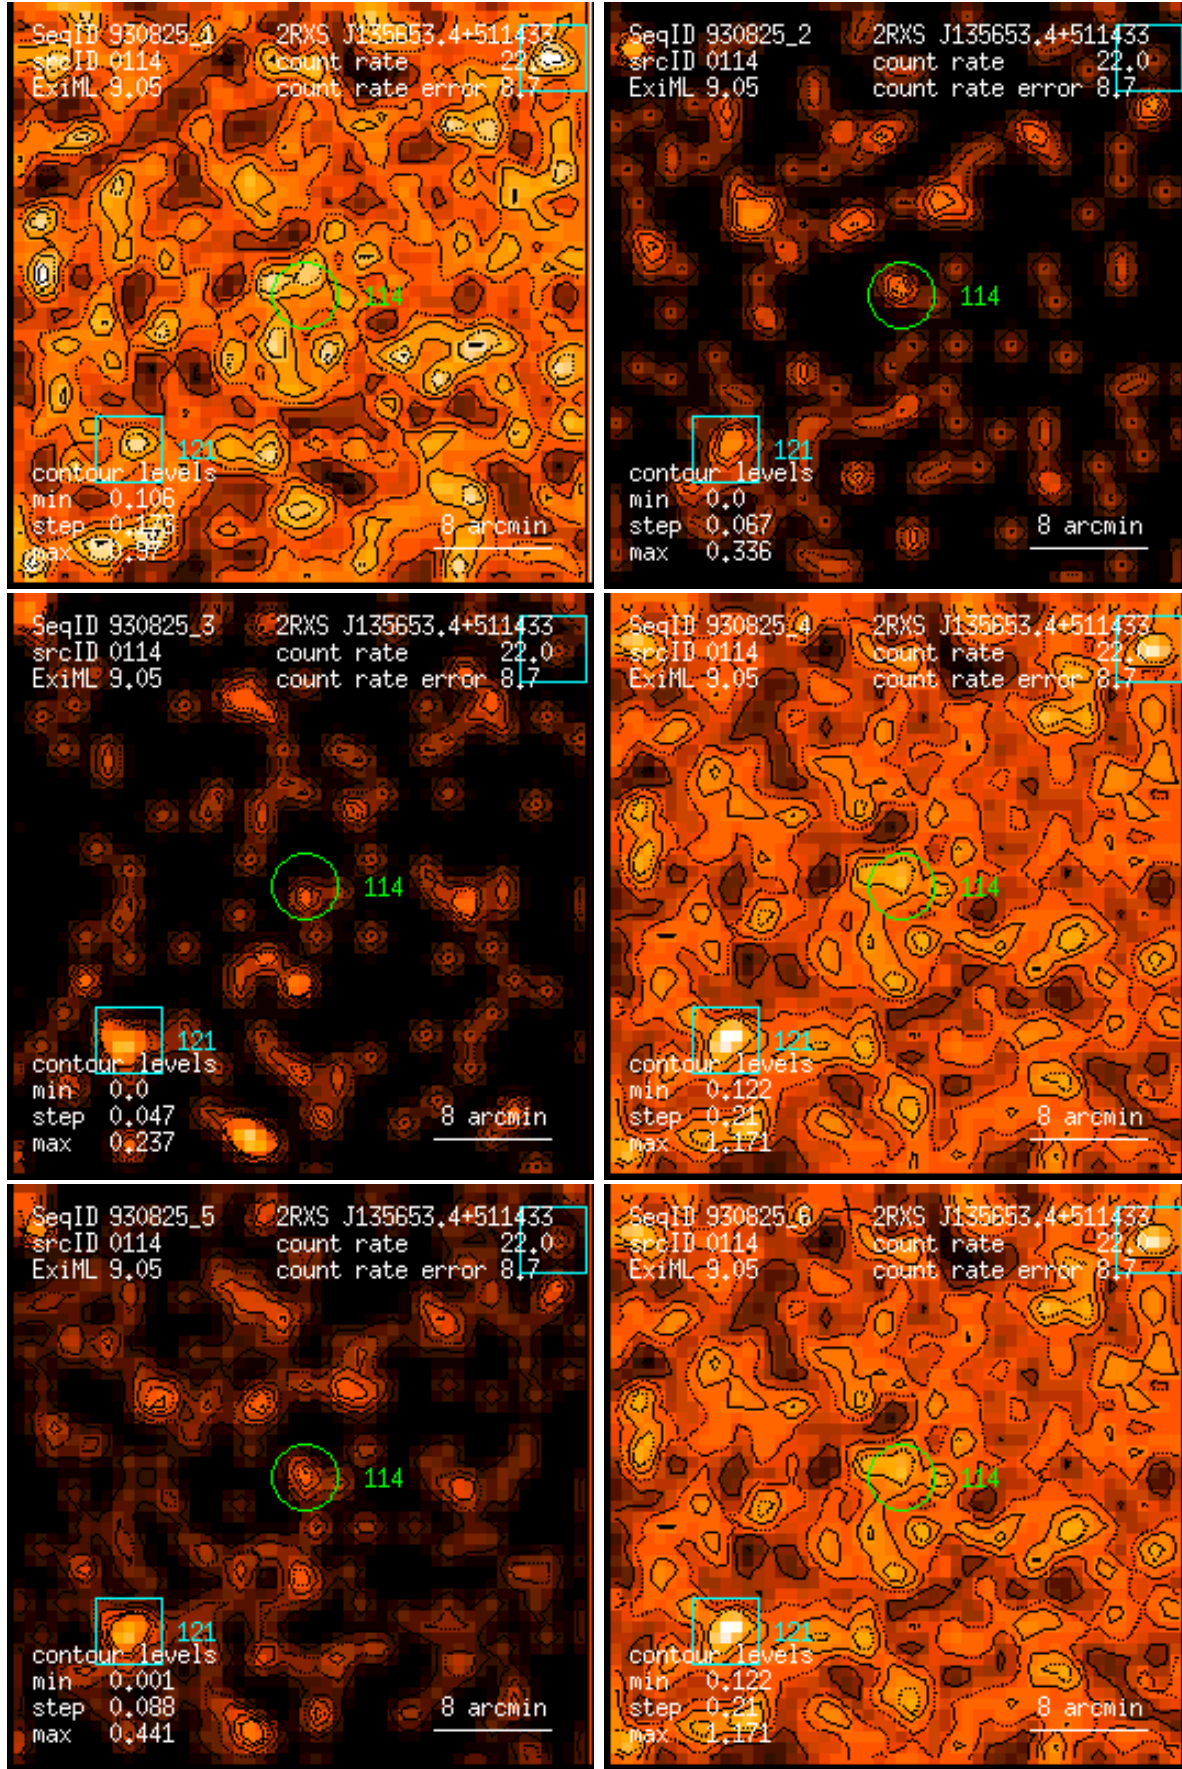 SeqID 930825_1 2RXS J135653.4+511433
srcID 0114 count rate 22.0
ExiML 9.05 count rate error 8.7
114
121
contour levels
min 0.106
step 0.173
max 0.97
8 arcmin
SeqID 930825_2 2RXS J135653.4+511433
srcID 0114 count rate 22.0
ExiML 9.05 count rate error 8.7
114
121
contour levels
min 0.0
step 0.067
max 0.336
8 arcmin
SeqID 930825_3 2RXS J135653.4+511433
srcID 0114 count rate 22.0
ExiML 9.05 count rate error 8.7
114
121
contour levels
min 0.0
step 0.047
max 0.237
8 arcmin
SeqID 930825_4 2RXS J135653.4+511433
srcID 0114 count rate 22.0
ExiML 9.05 count rate error 8.7
114
121
contour levels
min 0.122
step 0.21
max 1.171
8 arcmin
SeqID 930825_5 2RXS J135653.4+511433
srcID 0114 count rate 22.0
ExiML 9.05 count rate error 8.7
114
121
contour levels
min 0.001
step 0.088
max 0.441
8 arcmin
SeqID 930825_6 2RXS J135653.4+511433
srcID 0114 count rate 22.0
ExiML 9.05 count rate error 8.7
114
121
contour levels
min 0.122
step 0.21
max 1.171
8 arcmin